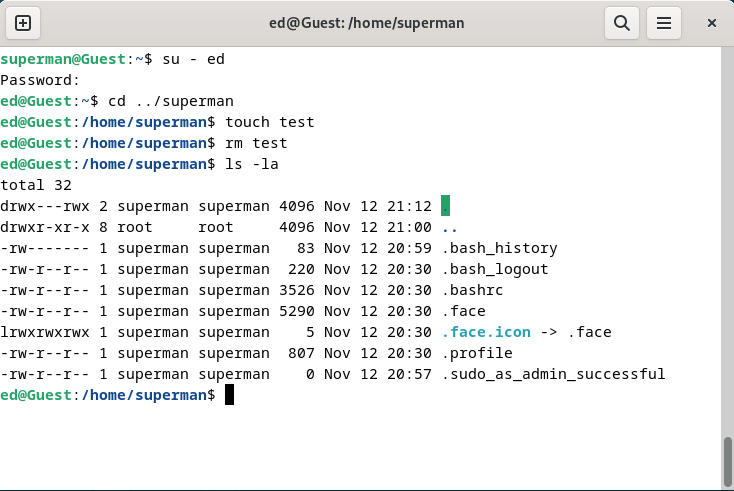 ed@Guest: /home/superman
superman@Guest:~$ su - ed
Password:
ed@Guest:~$ cd ../superman
ed@Guest:/home/superman$ touch test
ed@Guest:/home/superman$ rm test
ed@Guest:/home/superman$ ls -la
total 32
drwx---rwx 2 superman superman 4096 Nov 12 21:12 .
drwxr-xr-x 8 root     root     4096 Nov 12 21:00 ..
-rw------- 1 superman superman   83 Nov 12 20:59 .bash_history
-rw-r--r-- 1 superman superman  220 Nov 12 20:30 .bash_logout
-rw-r--r-- 1 superman superman 3526 Nov 12 20:30 .bashrc
-rw-r--r-- 1 superman superman 5290 Nov 12 20:30 .face
lrwxrwxrwx 1 superman superman    5 Nov 12 20:30 .face.icon -> .face
-rw-r--r-- 1 superman superman  807 Nov 12 20:30 .profile
-rw-r--r-- 1 superman superman    0 Nov 12 20:57 .sudo_as_admin_successful
ed@Guest:/home/superman$